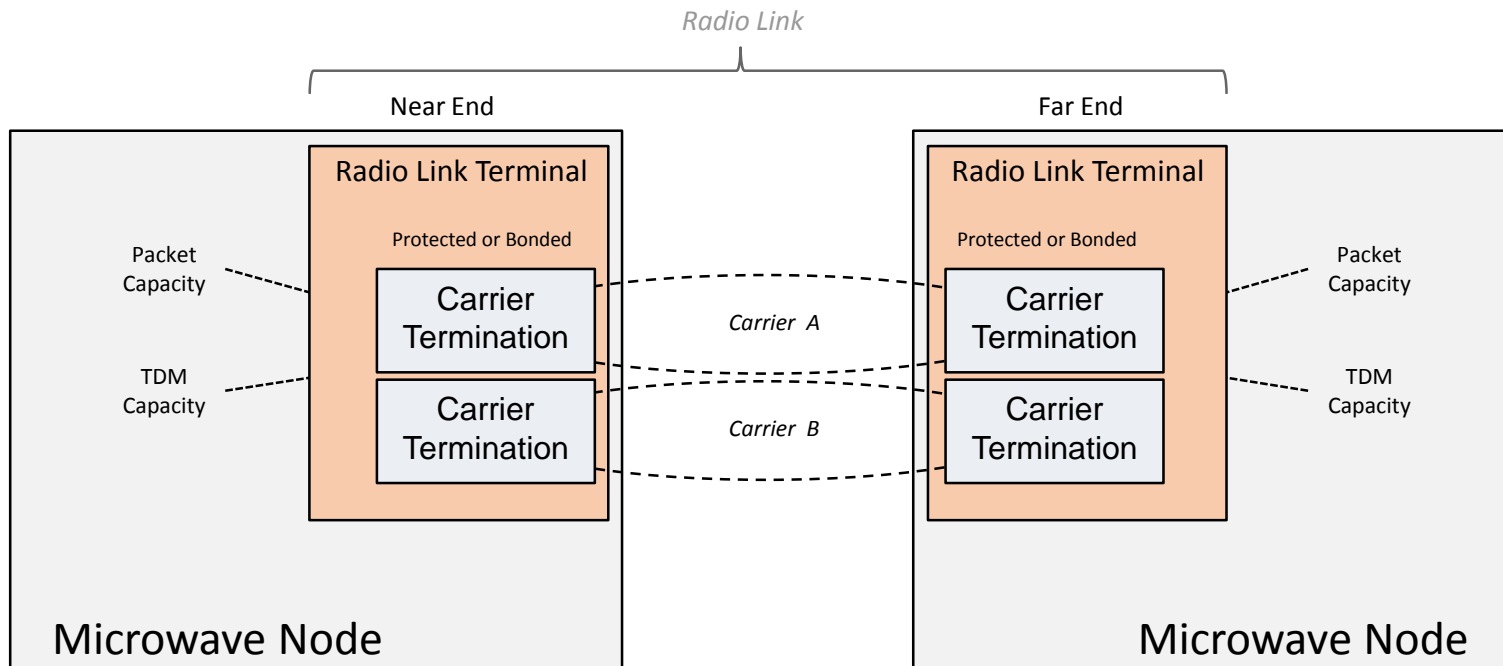 Radio Link
Near End
Far End
Radio Link Terminal
Radio Link Terminal
Protected or Bonded
Protected or Bonded
Packet
Capacity
Carrier
Termination
Carrier A
Carrier
Termination
Packet
Capacity
TDM
Capacity
Carrier
Termination
Carrier B
Carrier
Termination
TDM
Capacity
Microwave Node
Microwave Node